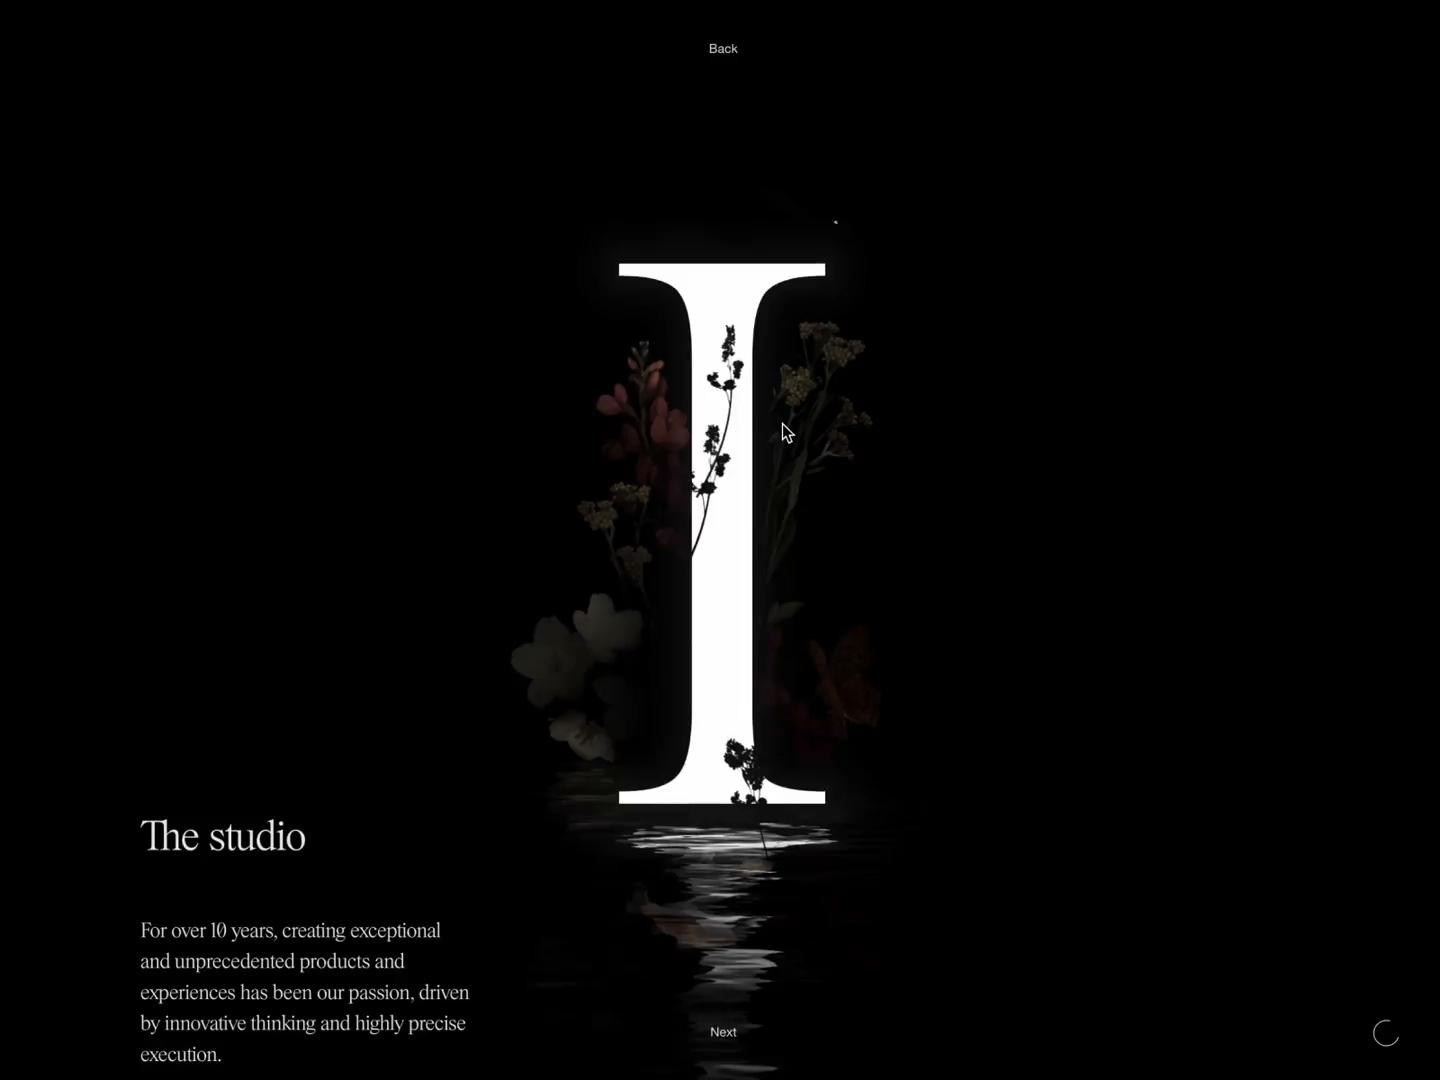 Back
I
The studio
For over 10 years, creating exceptional
and unprecedented products and
experiences has been our passion, driven
by innovative thinking and highly precise
execution.
Next